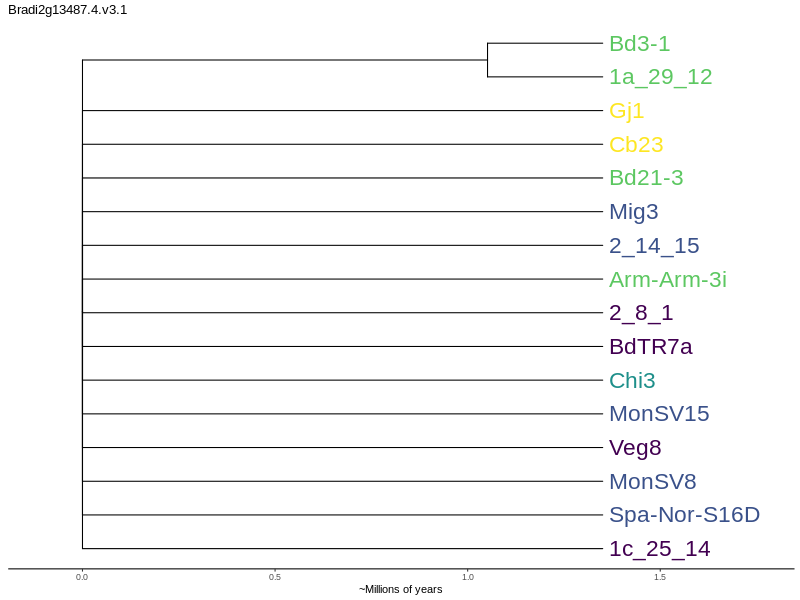 Bradi2g13487.4.v3.1
Bd3-1
1a_29_12
Gj1
Cb23
Bd21-3
Mig3
2_14_15
Arm-Arm-3i
2_8_1
BdTR7a
Chi3
MonSV15
Veg8
MonSV8
Spa-Nor-S16D
1c_25_14
0.0 0.5 1.0 1.5
~Millions of years